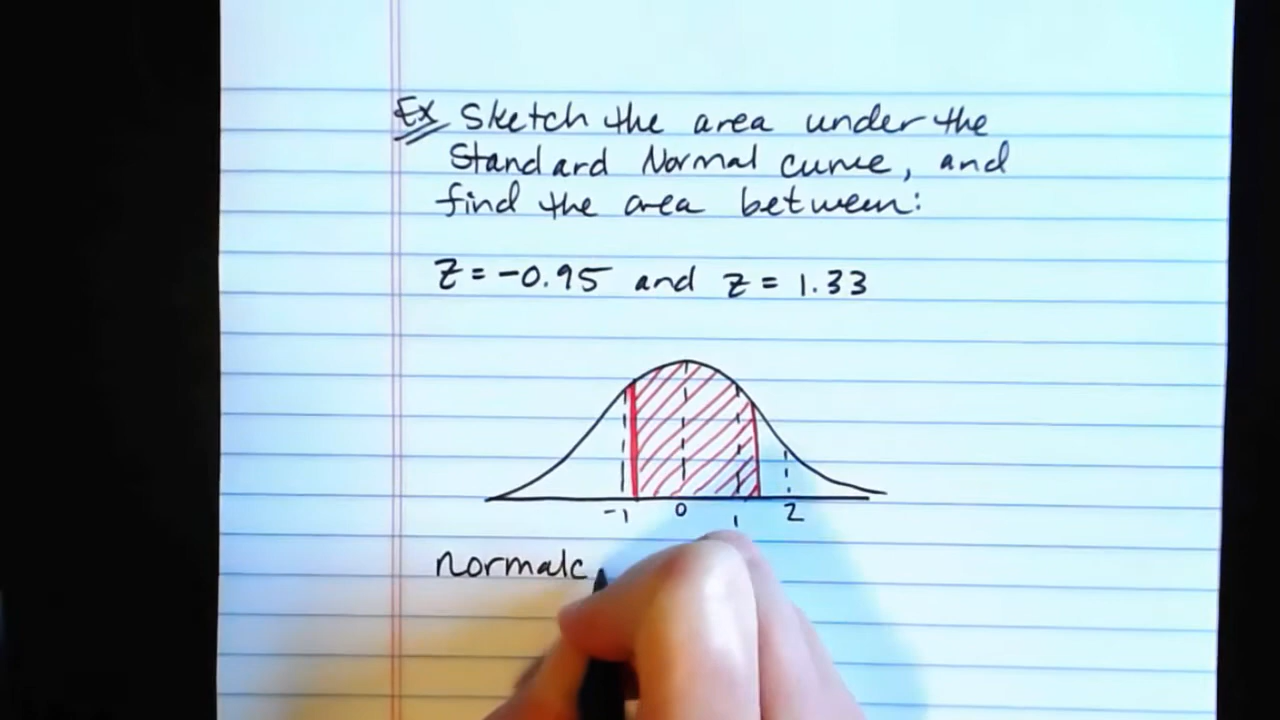 Ex Sketch the area under the
Standard Normal curve, and
find the area between:
z = -0.95 and z = 1.33
-1 0 1 2
normalc